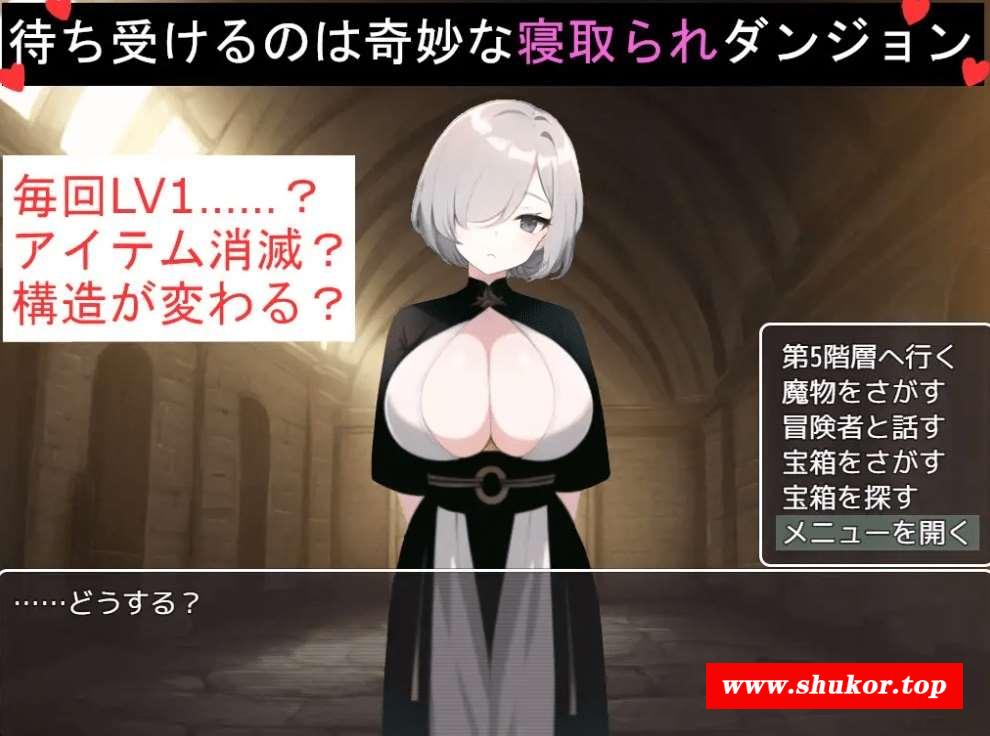 待ち受けるのは奇妙な寝取られダンジョン
毎回LV1……？
アイテム消滅？
構造が変わる？
第5階層へ行く
魔物をさがす
冒険者と話す
宝箱をさがす
宝箱を探す
メニューを開く
……どうする？
www.shukor.top